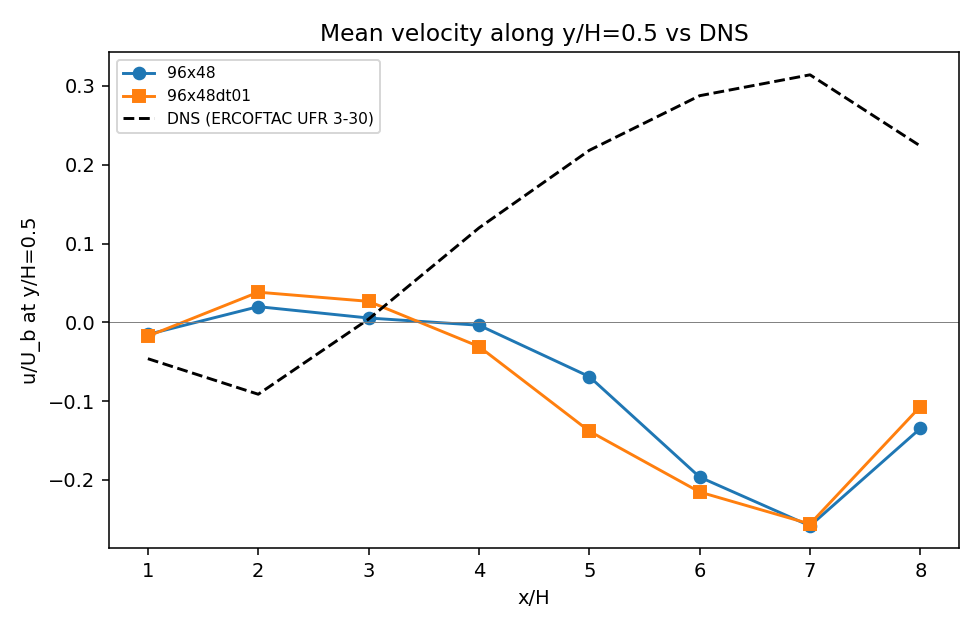 Mean velocity along y/H=0.5 vs DNS
96x48
96x48dt01
DNS (ERCOFTAC UFR 3-30)
u/U_b at y/H=0.5
0.3
0.2
0.1
0.0
−0.1
−0.2
1 2 3 4 5 6 7 8
x/H